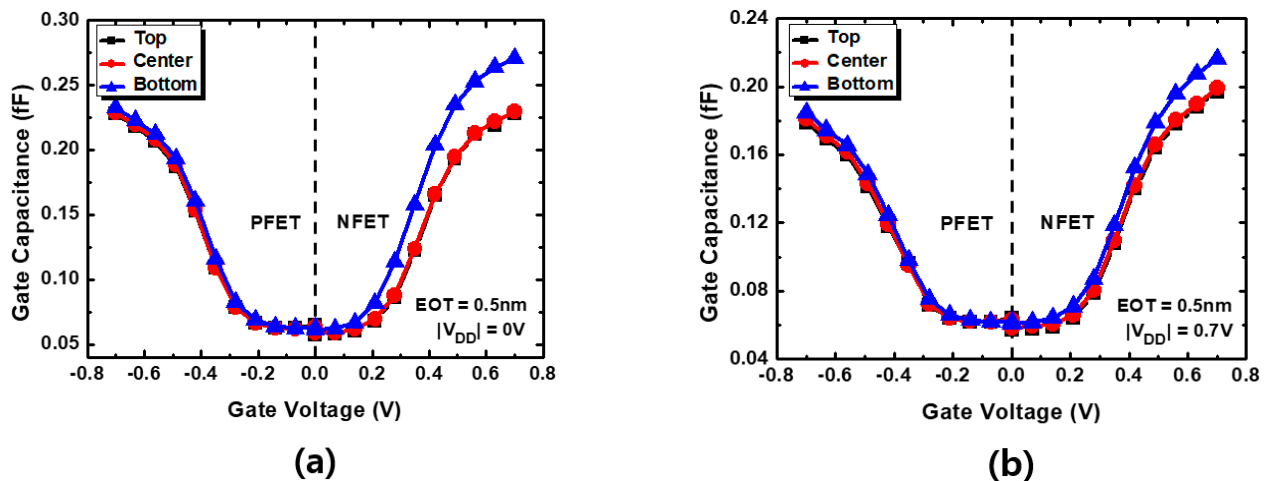 Top
Center
Bottom
Gate Capacitance (fF)
0.30
0.25
0.20
0.15
0.10
0.05
PFET
NFET
EOT = 0.5nm
|VDD| = 0V
-0.8 -0.6 -0.4 -0.2 0.0 0.2 0.4 0.6 0.8
Gate Voltage (V)
(a)
Top
Center
Bottom
Gate Capacitance (fF)
0.24
0.20
0.16
0.12
0.08
0.04
PFET
NFET
EOT = 0.5nm
|VDD| = 0.7V
-0.8 -0.6 -0.4 -0.2 0.0 0.2 0.4 0.6 0.8
Gate Voltage (V)
(b)